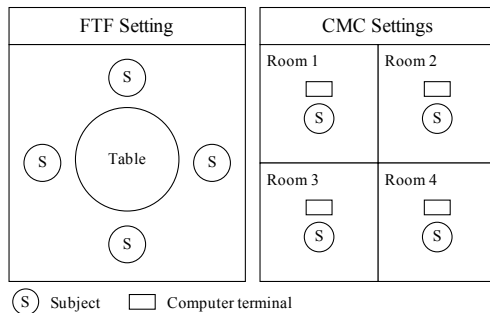 FTF Setting
CMC Settings
S
S
Table
S
S
Room 1
S
Room 2
S
Room 3
S
Room 4
S
S Subject
Computer terminal